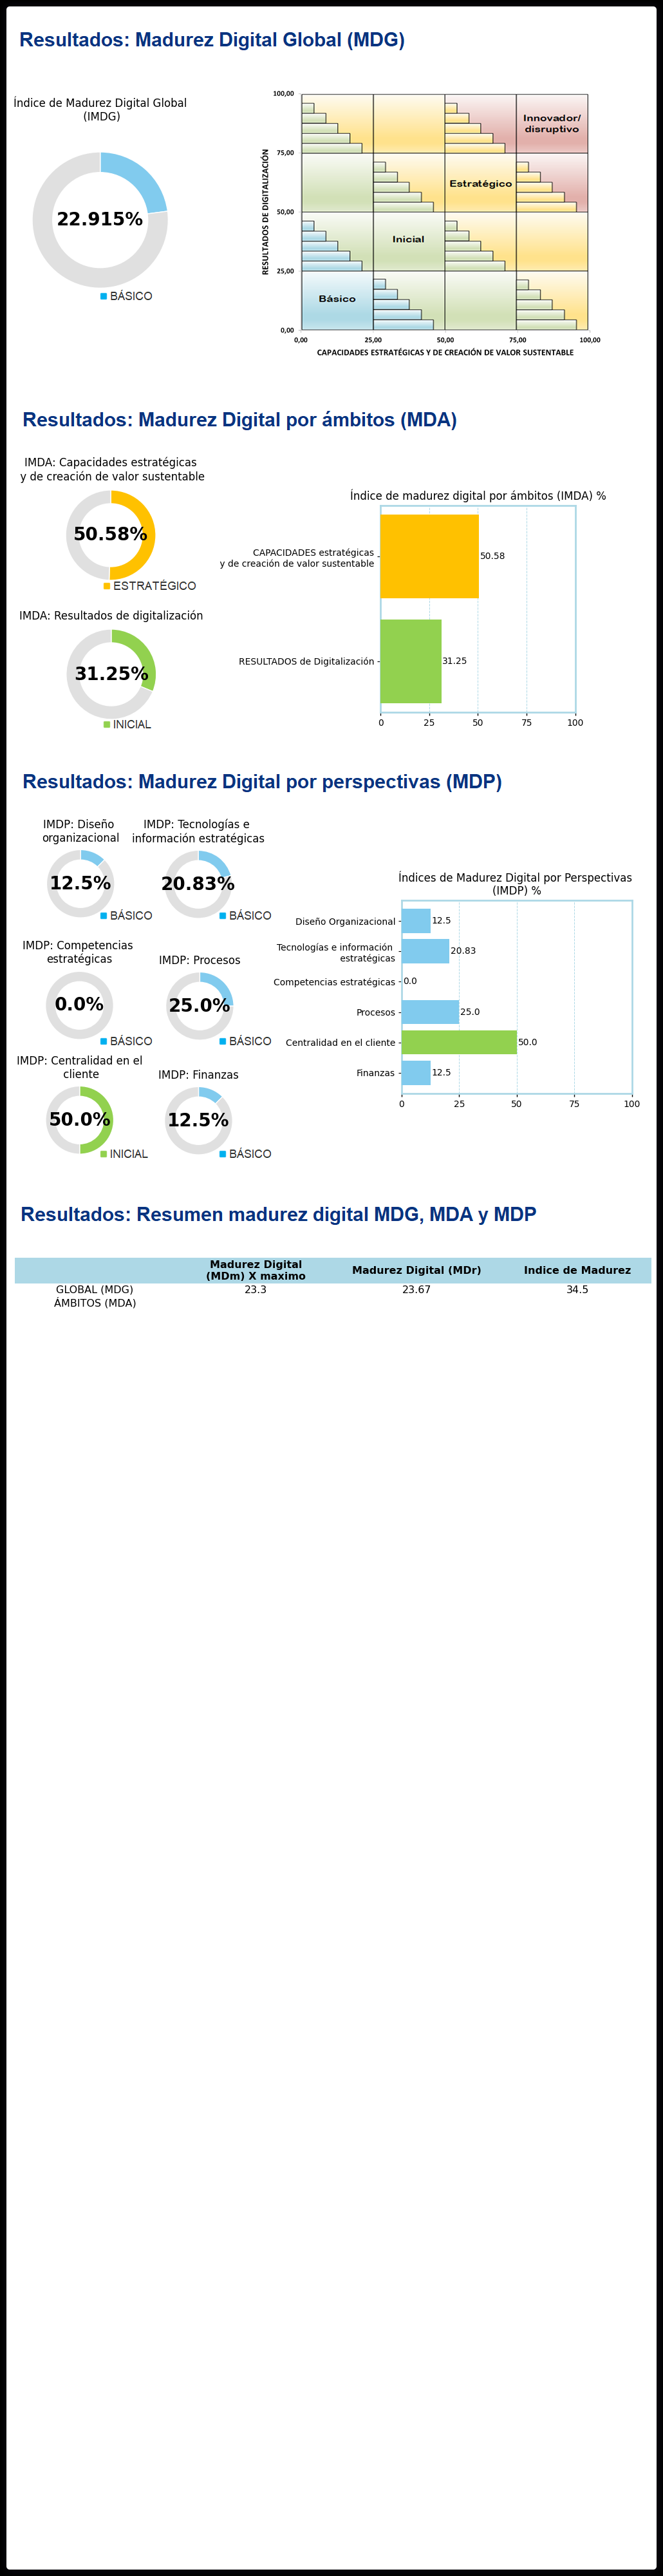 Resultados: Madurez Digital Global (MDG)
Índice de Madurez Digital Global
(IMDG)
22.915%
BÁSICO
RESULTADOS DE DIGITALIZACIÓN
100,00
75,00
50,00
25,00
0,00
Innovador/
disruptivo
Estratégico
Inicial
Básico
0,00 25,00 50,00 75,00 100,00
CAPACIDADES ESTRATÉGICAS Y DE CREACIÓN DE VALOR SUSTENTABLE
Resultados: Madurez Digital por ámbitos (MDA)
IMDA: Capacidades estratégicas
y de creación de valor sustentable
50.58%
ESTRATÉGICO
IMDA: Resultados de digitalización
31.25%
INICIAL
Índice de madurez digital por ámbitos (IMDA) %
CAPACIDADES estratégicas
y de creación de valor sustentable
50.58
RESULTADOS de Digitalización
31.25
0 25 50 75 100
Resultados: Madurez Digital por perspectivas (MDP)
IMDP: Diseño
organizacional
12.5%
BÁSICO
IMDP: Tecnologías e
información estratégicas
20.83%
BÁSICO
IMDP: Competencias
estratégicas
0.0%
BÁSICO
IMDP: Procesos
25.0%
BÁSICO
IMDP: Centralidad en el
cliente
50.0%
INICIAL
IMDP: Finanzas
12.5%
BÁSICO
Índices de Madurez Digital por Perspectivas
(IMDP) %
Diseño Organizacional 12.5
Tecnologías e información
estratégicas 20.83
Competencias estratégicas 0.0
Procesos 25.0
Centralidad en el cliente 50.0
Finanzas 12.5
0 25 50 75 100
Resultados: Resumen madurez digital MDG, MDA y MDP
Madurez Digital
(MDm) X maximo
Madurez Digital (MDr)
Indice de Madurez
GLOBAL (MDG) 23.3 23.67 34.5
ÁMBITOS (MDA)